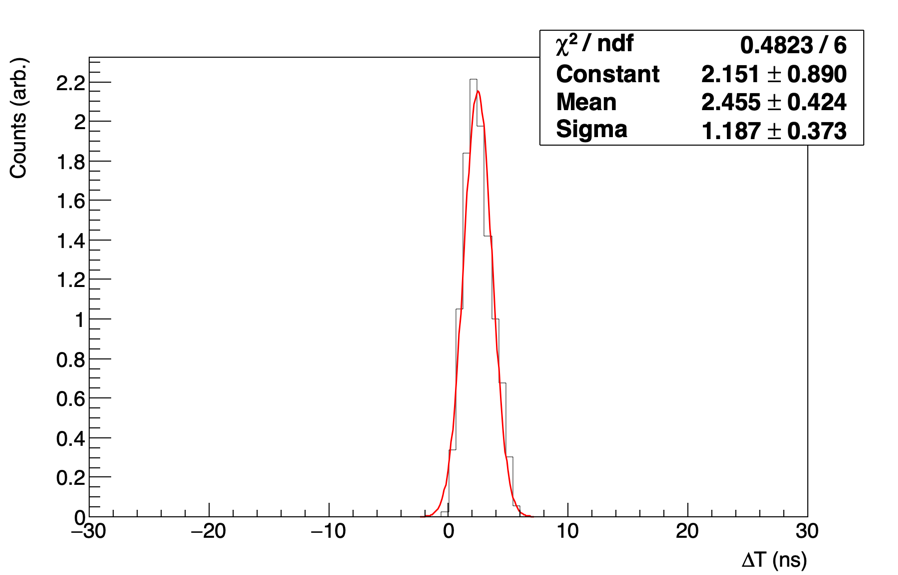 χ² / ndf 0.4823 / 6
Constant 2.151 ± 0.890
Mean 2.455 ± 0.424
Sigma 1.187 ± 0.373
Counts (arb.)
2.2
2
1.8
1.6
1.4
1.2
1
0.8
0.6
0.4
0.2
0
−30 −20 −10 0 10 20 30
ΔT (ns)